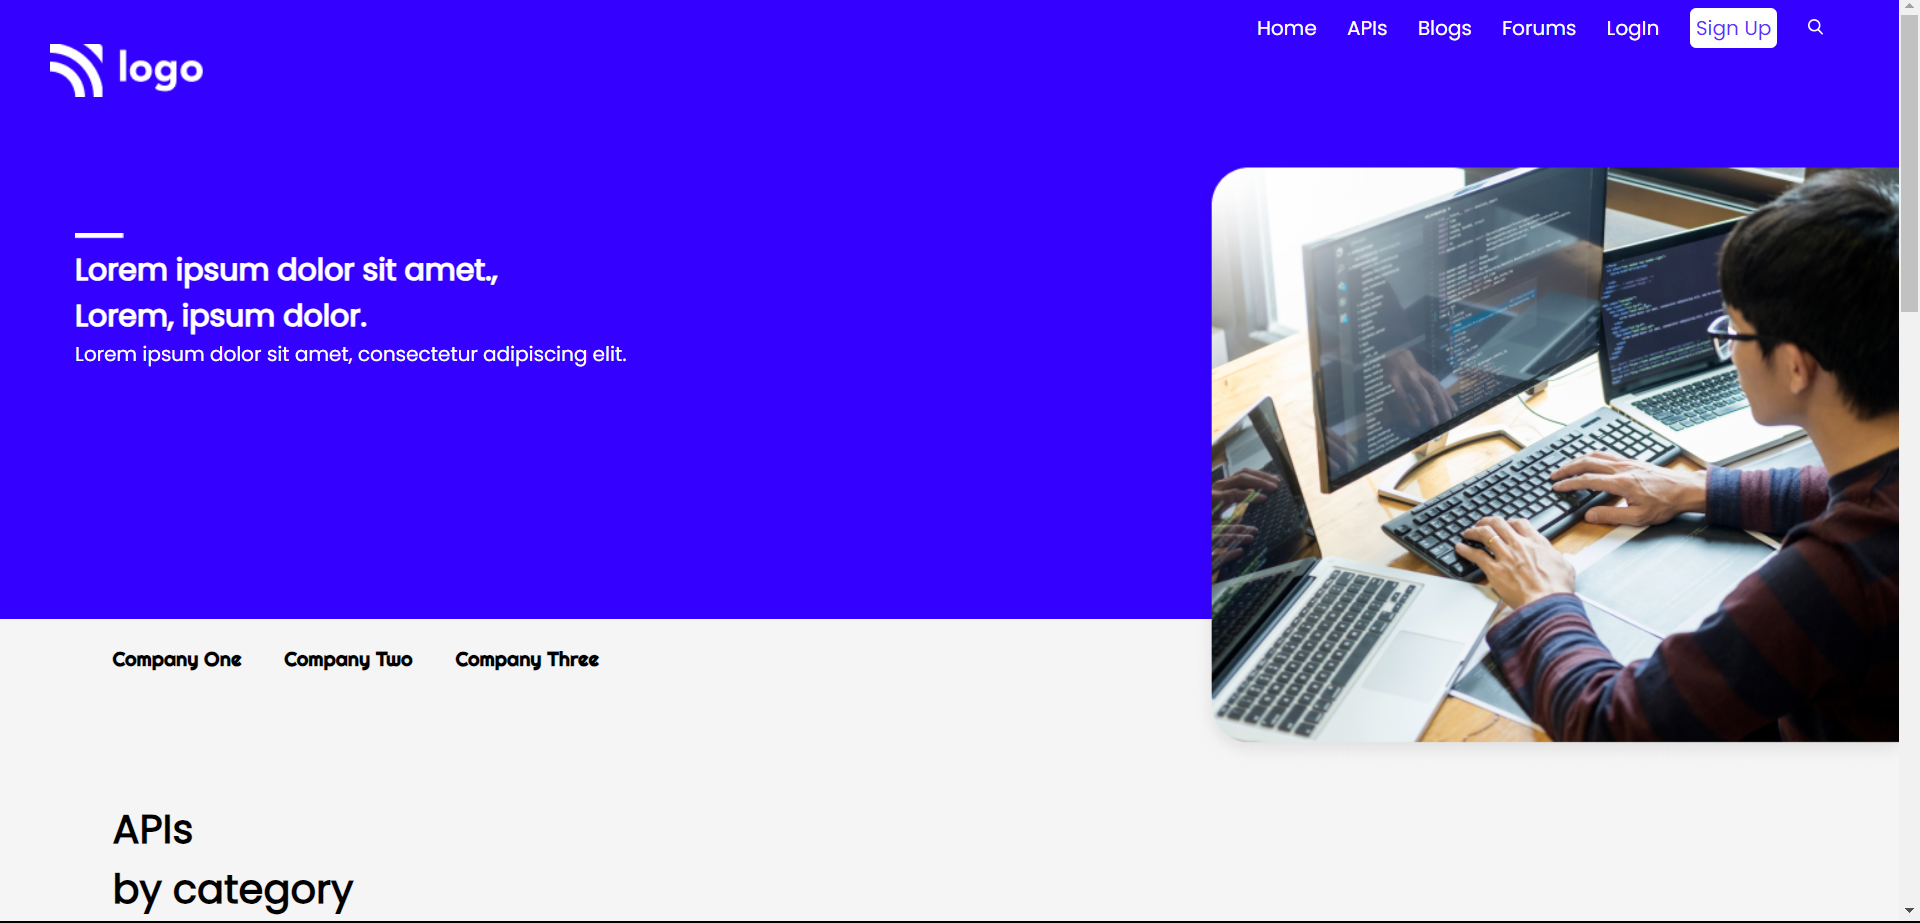 Home APIs Blogs Forums LogIn Sign Up
logo
Lorem ipsum dolor sit amet.,
Lorem, ipsum dolor.
Lorem ipsum dolor sit amet, consectetur adipiscing elit.
Company One Company Two Company Three
APIs
by category